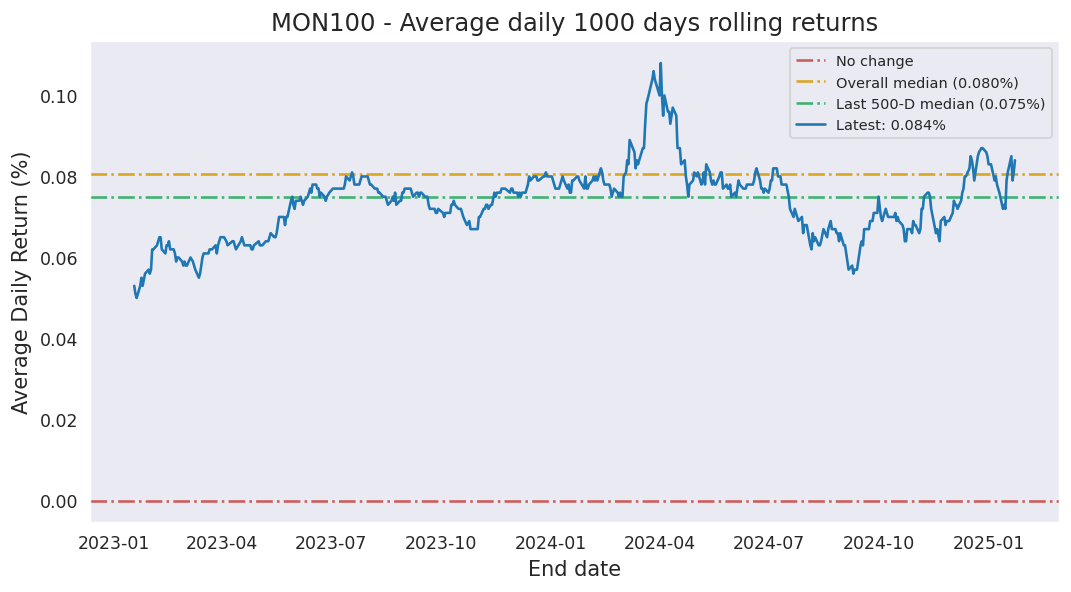 MON100 - Average daily 1000 days rolling returns
No change
Overall median (0.080%)
Last 500-D median (0.075%)
Latest: 0.084%
Average Daily Return (%)
0.10
0.08
0.06
0.04
0.02
0.00
2023-01 2023-04 2023-07 2023-10 2024-01 2024-04 2024-07 2024-10 2025-01
End date